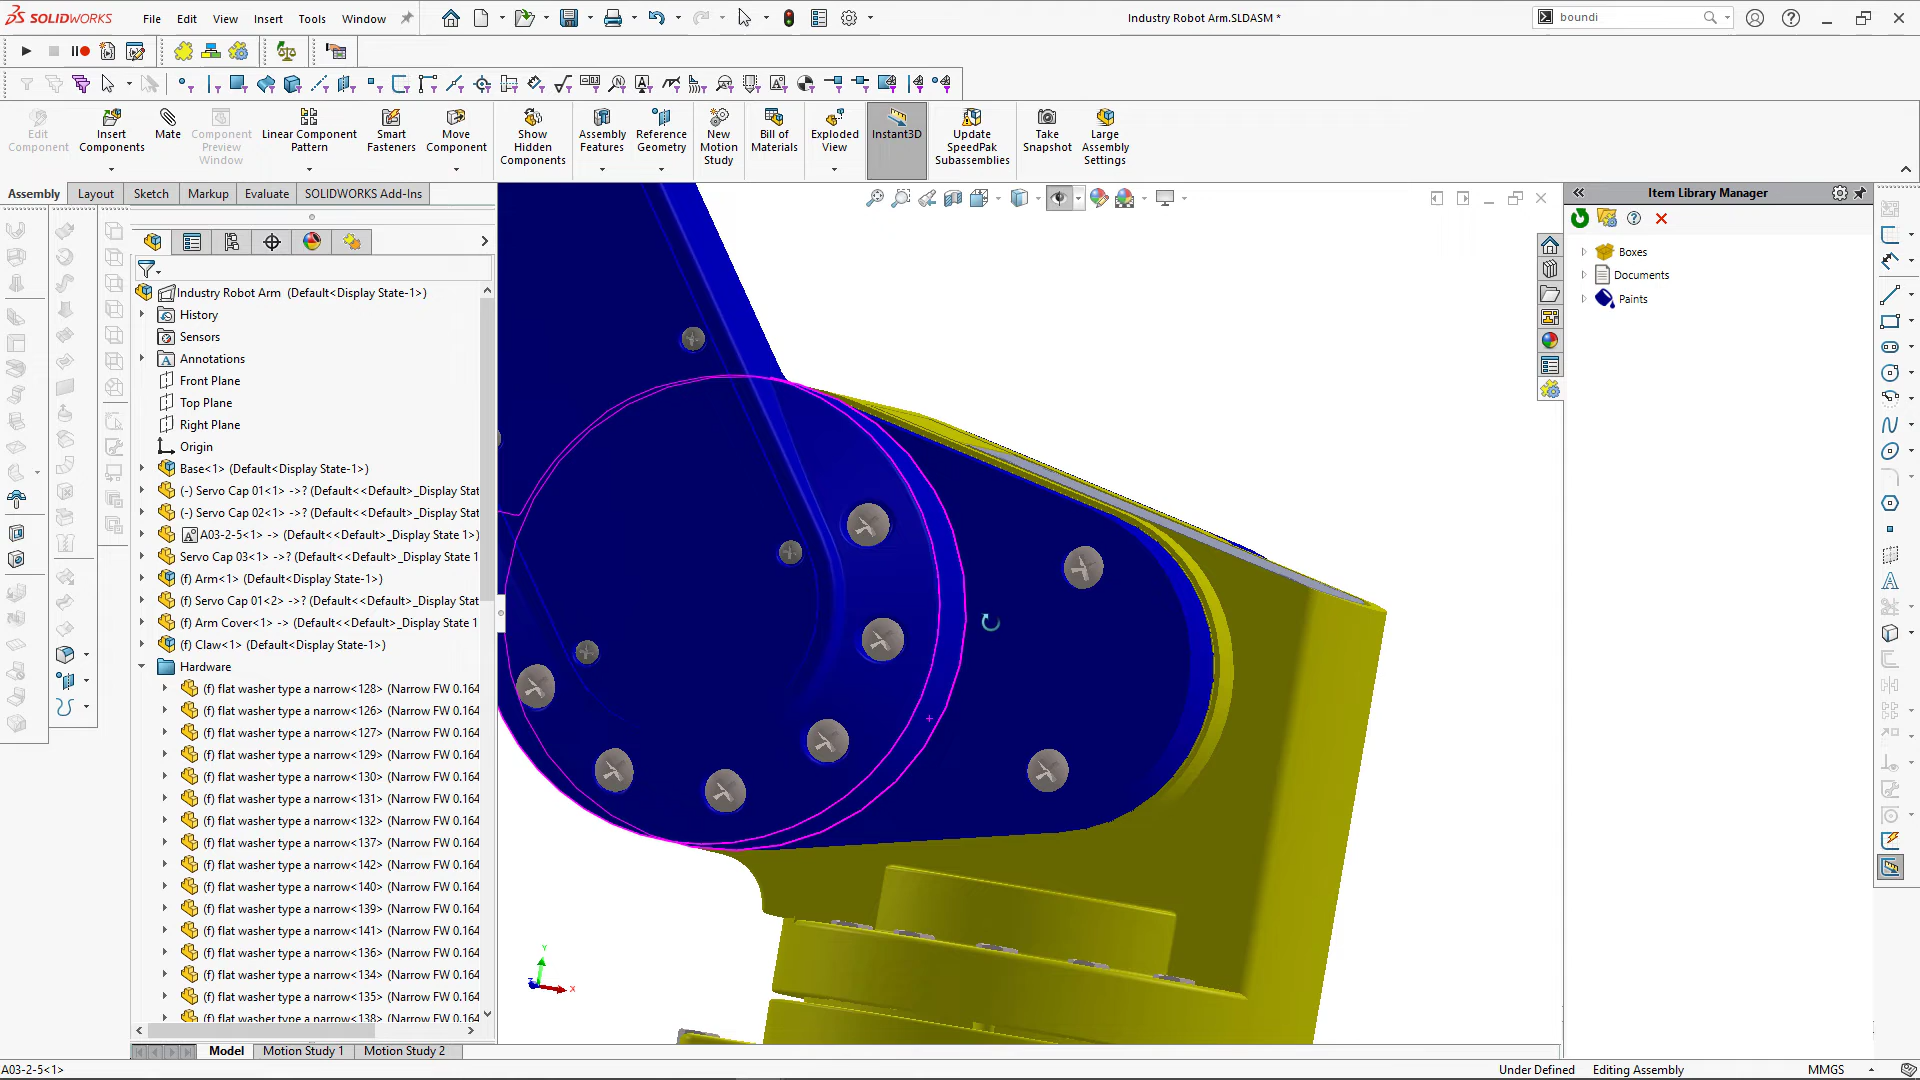 SOLIDWORKS
File Edit View Insert Tools Window
Industry Robot Arm.SLDASM *
boundi
Edit Component
Insert Components
Mate
Component Preview Window
Linear Component Pattern
Smart Fasteners
Move Component
Show Hidden Components
Assembly Features
Reference Geometry
New Motion Study
Bill of Materials
Exploded View
Instant3D
Update SpeedPak Subassemblies
Take Snapshot
Large Assembly Settings
Assembly Layout Sketch Markup Evaluate SOLIDWORKS Add-Ins
Industry Robot Arm (Default<Display State-1>)
History
Sensors
Annotations
Front Plane
Top Plane
Right Plane
Origin
Base<1> (Default<Display State-1>)
(-) Servo Cap 01<1> ->? (Default<<Default>_Display Stat
(-) Servo Cap 02<1> ->? (Default<<Default>_Display Stat
A03-2-5<1> -> (Default<<Default>_Display State 1>)
Servo Cap 03<1> ->? (Default<<Default>_Display State 1
(f) Arm<1> (Default<Display State-1>)
(f) Servo Cap 01<2> ->? (Default<<Default>_Display Stat
(f) Arm Cover<1> -> (Default<<Default>_Display State 1
(f) Claw<1> (Default<Display State-1>)
Hardware
(f) flat washer type a narrow<128> (Narrow FW 0.164
(f) flat washer type a narrow<126> (Narrow FW 0.164
(f) flat washer type a narrow<127> (Narrow FW 0.164
(f) flat washer type a narrow<129> (Narrow FW 0.164
(f) flat washer type a narrow<130> (Narrow FW 0.164
(f) flat washer type a narrow<131> (Narrow FW 0.164
(f) flat washer type a narrow<132> (Narrow FW 0.164
(f) flat washer type a narrow<137> (Narrow FW 0.164
(f) flat washer type a narrow<142> (Narrow FW 0.164
(f) flat washer type a narrow<140> (Narrow FW 0.164
(f) flat washer type a narrow<139> (Narrow FW 0.164
(f) flat washer type a narrow<141> (Narrow FW 0.164
(f) flat washer type a narrow<136> (Narrow FW 0.164
(f) flat washer type a narrow<134> (Narrow FW 0.164
(f) flat washer type a narrow<135> (Narrow FW 0.164
(f) flat washer type a narrow<138> (Narrow FW 0.164
Y
X
Item Library Manager
Boxes
Documents
Paints
Model Motion Study 1 Motion Study 2
A03-2-5<1>
Under Defined Editing Assembly MMGS